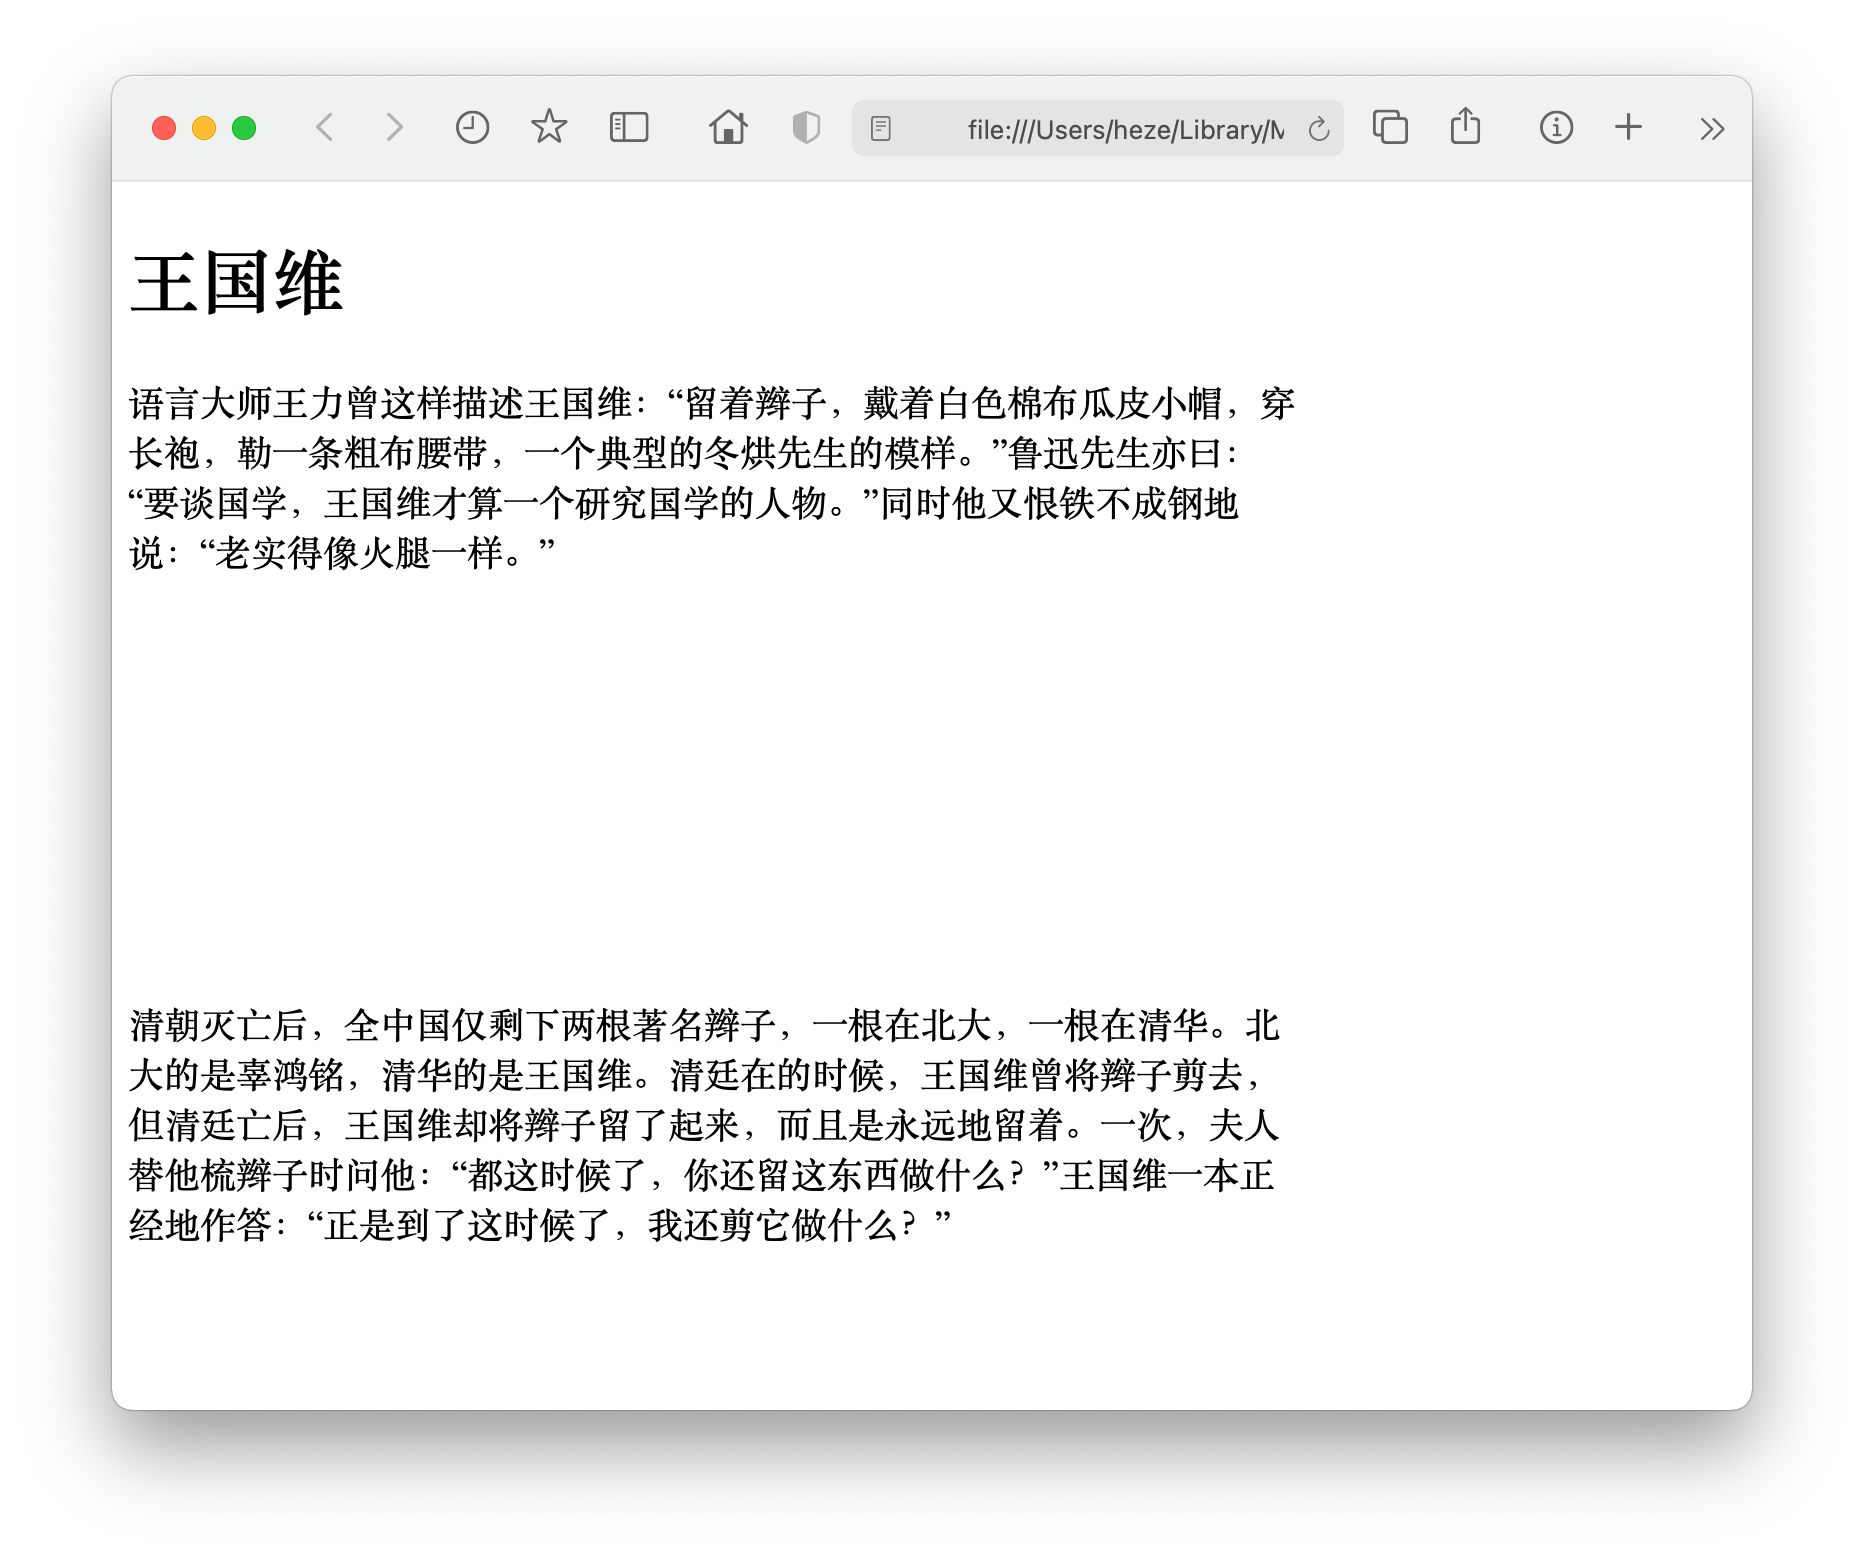 file:///Users/heze/Library/M
王国维
语言大师王力曾这样描述王国维：“留着辫子，戴着白色棉布瓜皮小帽，穿
长袍，勒一条粗布腰带，一个典型的冬烘先生的模样。”鲁迅先生亦曰：
“要谈国学，王国维才算一个研究国学的人物。”同时他又恨铁不成钢地
说：“老实得像火腿一样。”
清朝灭亡后，全中国仅剩下两根著名辫子，一根在北大，一根在清华。北
大的是辜鸿铭，清华的是王国维。清廷在的时候，王国维曾将辫子剪去，
但清廷亡后，王国维却将辫子留了起来，而且是永远地留着。一次，夫人
替他梳辫子时问他：“都这时候了，你还留这东西做什么？”王国维一本正
经地作答：“正是到了这时候了，我还剪它做什么？”